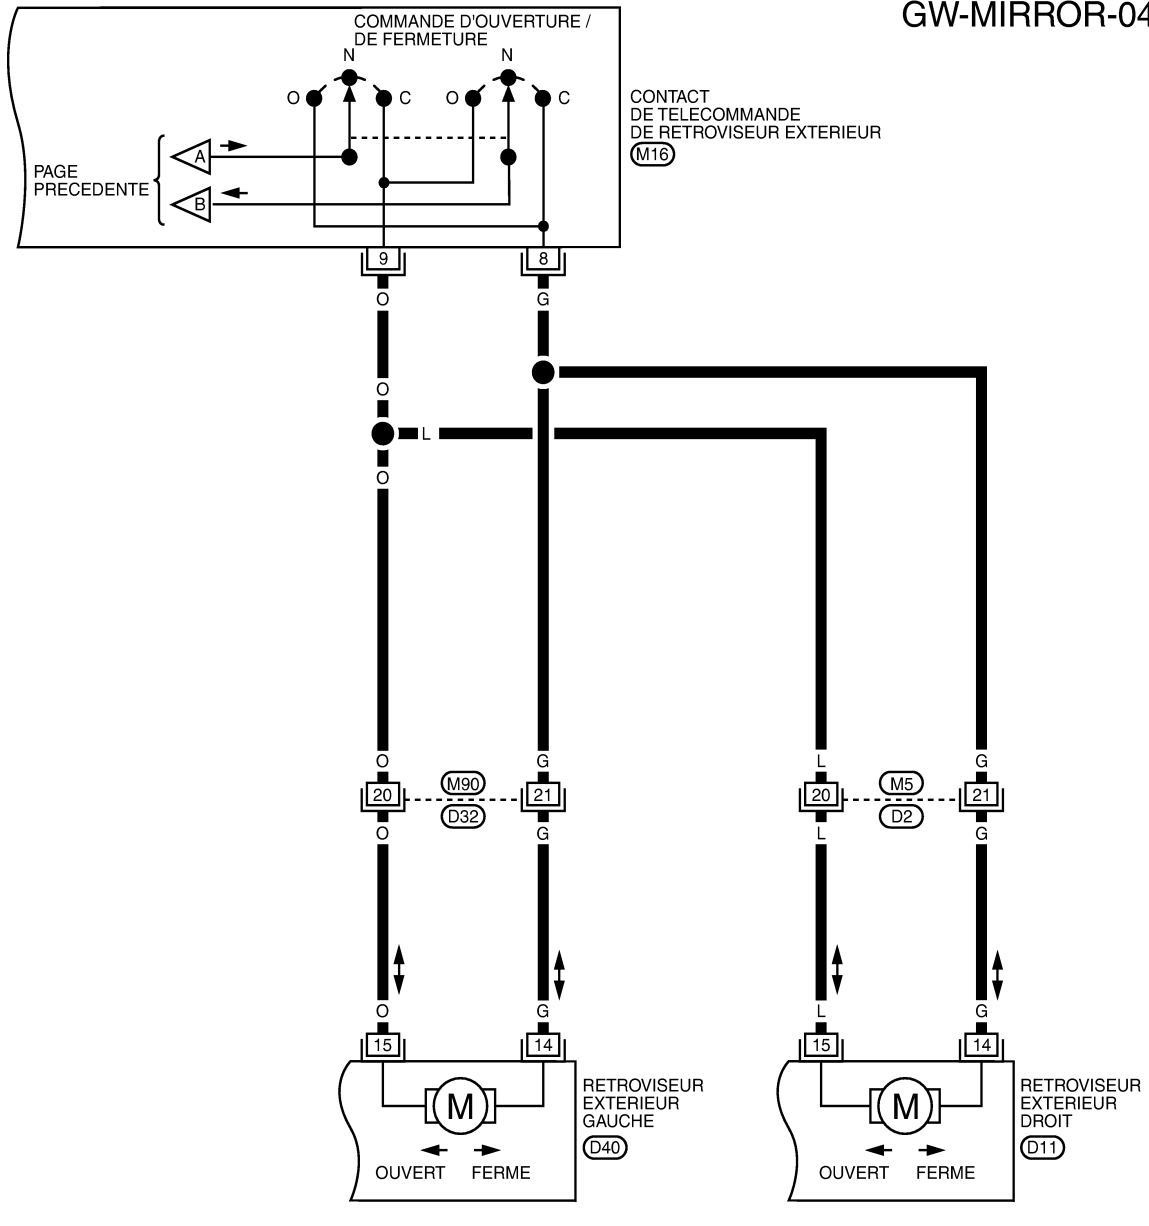 GW-MIRROR-04
COMMANDE D'OUVERTURE /
DE FERMETURE
N
N
O
C
O
C
CONTACT
DE TELECOMMANDE
DE RETROVISEUR EXTERIEUR
M16
A
PAGE
PRECEDENTE
B
9
8
O
G
O
L
O
O
G
L
G
20
M90
D32
21
20
M5
D2
21
O
G
L
G
O
G
L
G
15
14
15
14
M
RETROVISEUR
EXTERIEUR
GAUCHE
D40
M
RETROVISEUR
EXTERIEUR
DROIT
D11
OUVERT
FERME
OUVERT
FERME